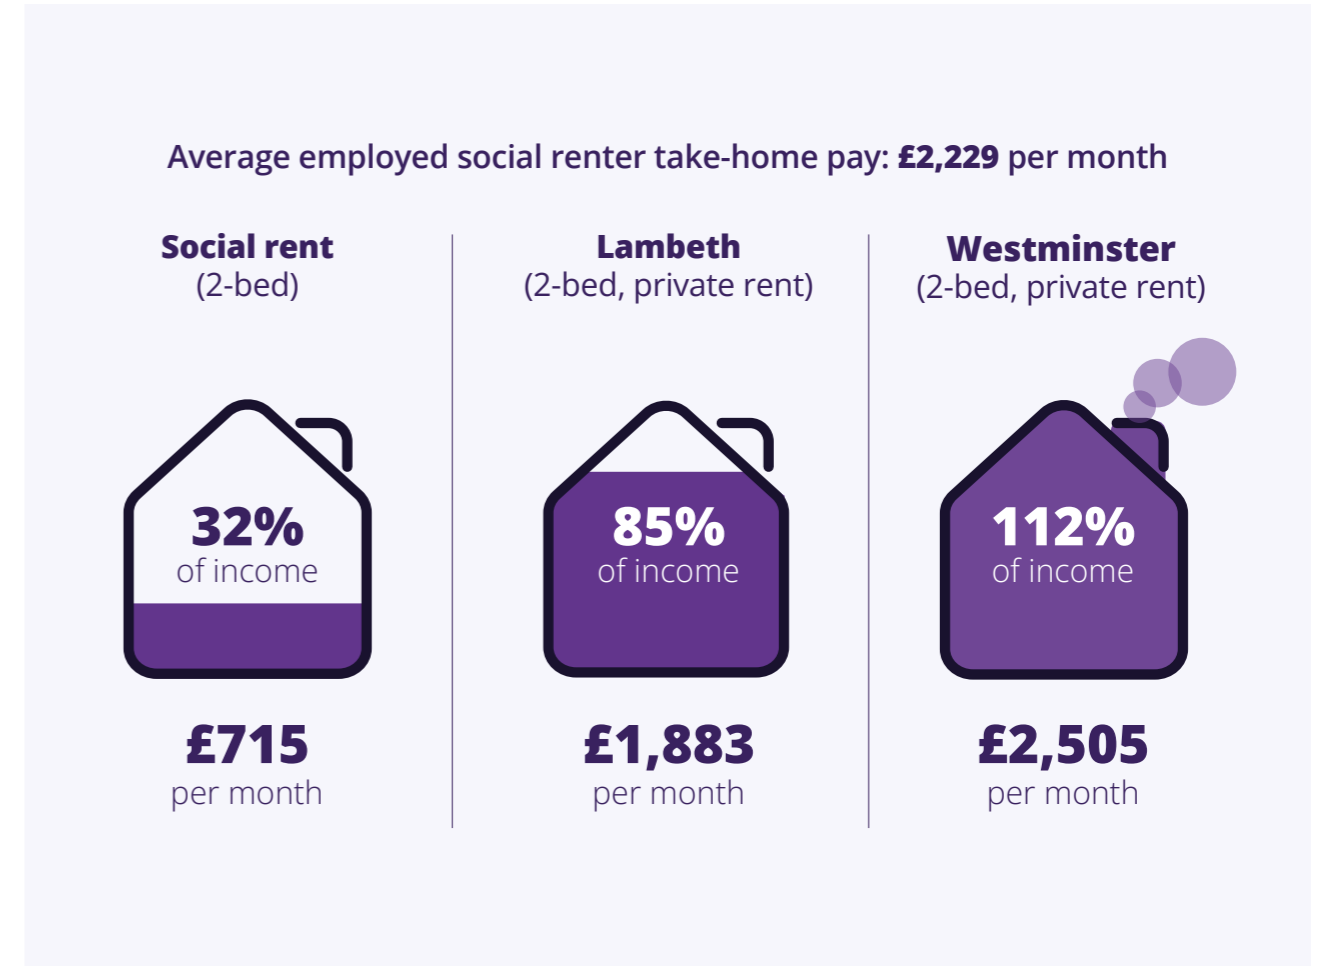 Average employed social renter take-home pay: £2,229 per month
Social rent
(2-bed)
32%
of income
£715
per month
Lambeth
(2-bed, private rent)
85%
of income
£1,883
per month
Westminster
(2-bed, private rent)
112%
of income
£2,505
per month